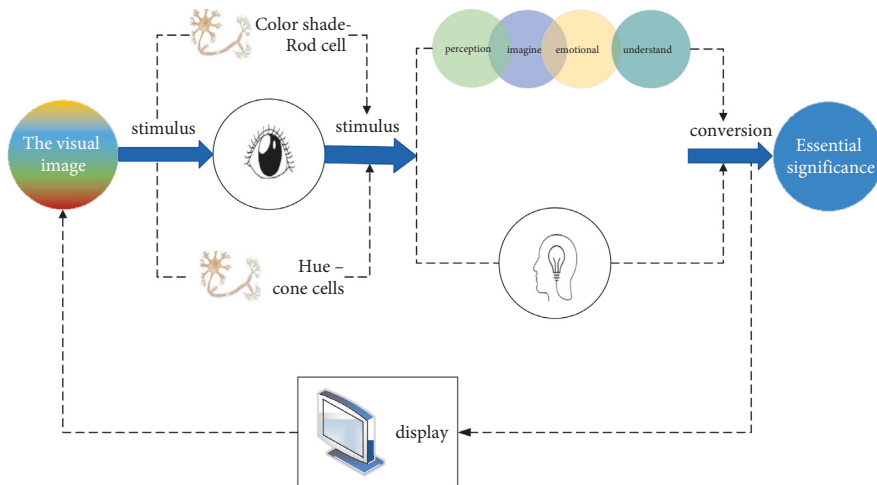 Color shade-
Rod cell
perception
imagine
emotional
understand
The visual
image
stimulus
stimulus
conversion
Essential
significance
Hue –
cone cells
display